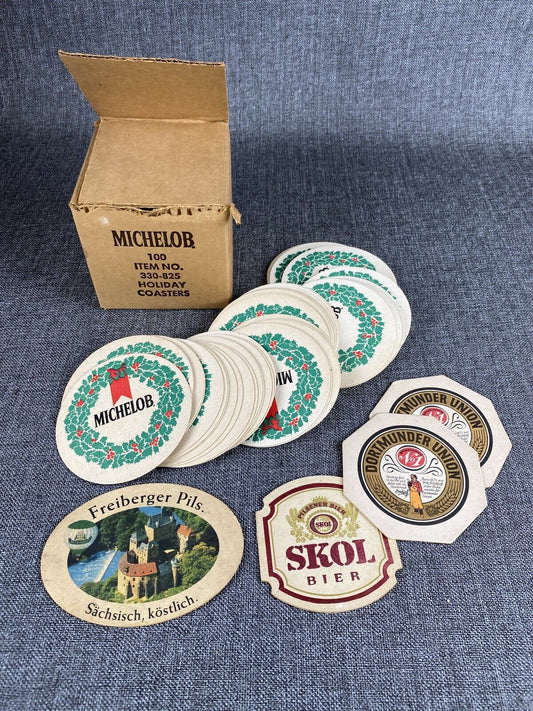 MICHELOB.
100
ITEM NO.
330-825
HOLIDAY
COASTERS
MICHELOB.
MI
DORTMUNDER UNION
DORTMUNDER UNION
Freiberger Pils.
Sächsisch, köstlich.
PILSENER BIER
SKOL
SKOL
BIER